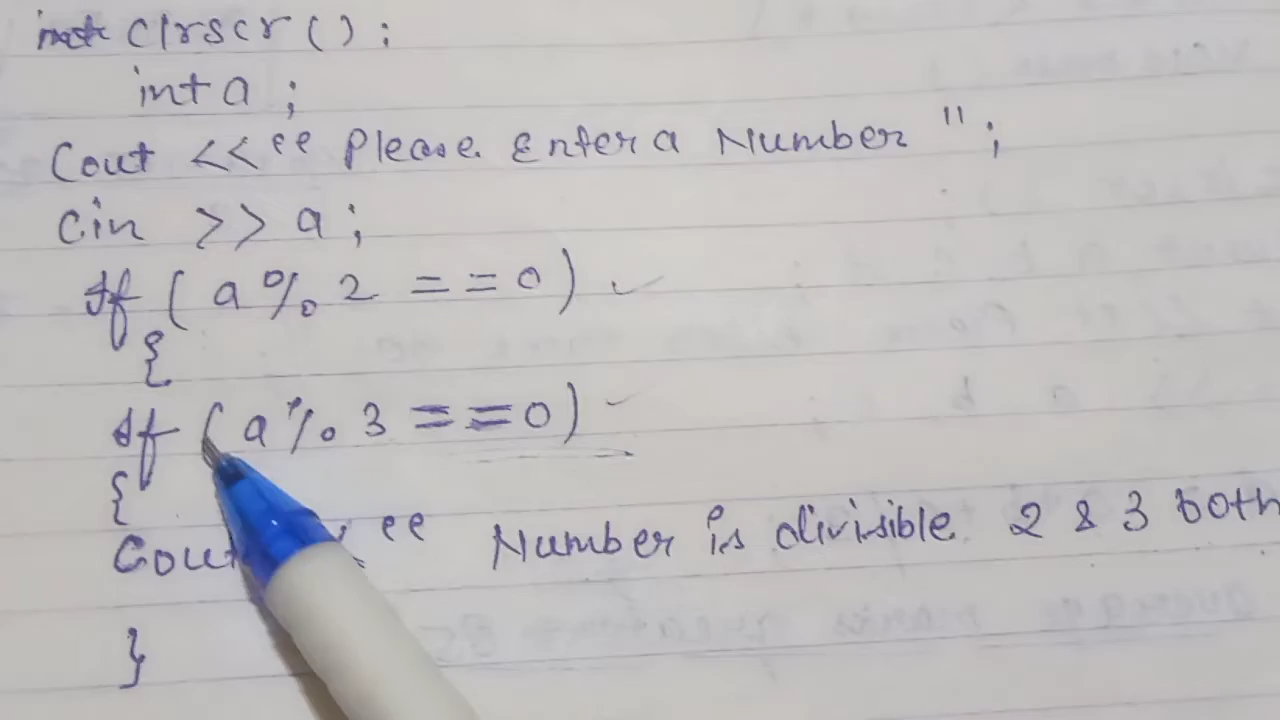 clrscr();
int a;
Cout <<" Please Enter a Number ";
Cin >> a;
If (a%2 ==0)
{
If (a%3 ==0)
{
Cout " Number is divisible 2 & 3 both
}